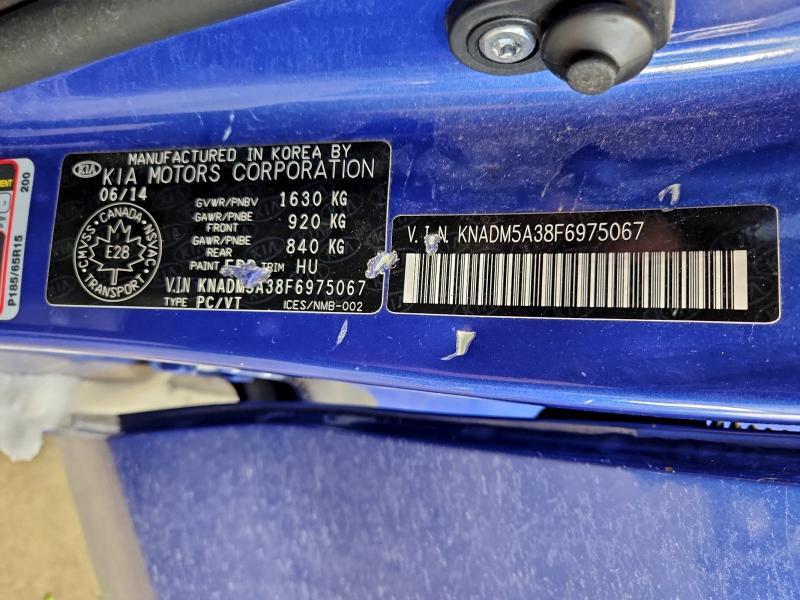 KIA
MANUFACTURED IN KOREA BY
KIA MOTORS CORPORATION
06/14
GVWR/PNBV 1630 KG
GAWR/PNBE FRONT 920 KG
GAWR/PNBE REAR 840 KG
PAINT TRIM HU
V.I.N KNADM5A38F6975067
TYPE PC/VT ICES/NMB-002
CMVSS CANADA NSVAC
E28
TRANSPORT
V.I.N. KNADM5A38F6975067
200
P185/65R15